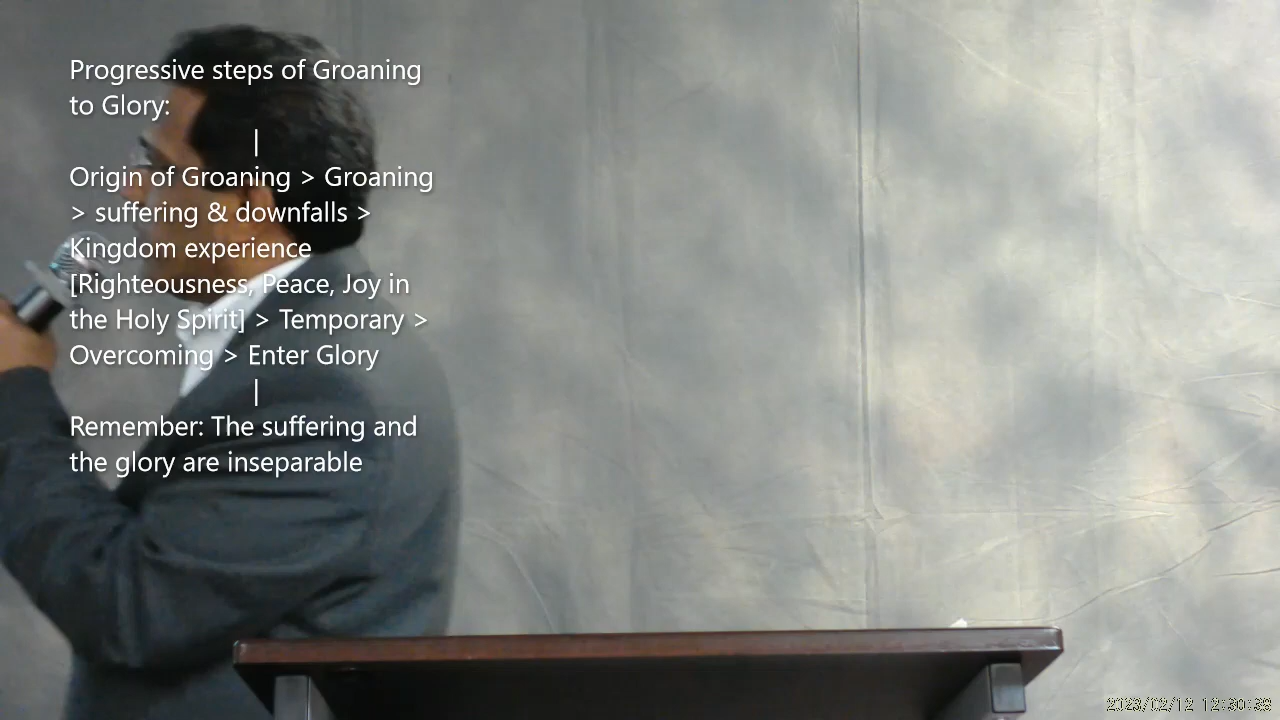 Progressive steps of Groaning
to Glory:
|
Origin of Groaning > Groaning
> suffering & downfalls >
Kingdom experience
[Righteousness, Peace, Joy in
the Holy Spirit] > Temporary >
Overcoming > Enter Glory
|
Remember: The suffering and
the glory are inseparable
2023/02/12 12:30:39